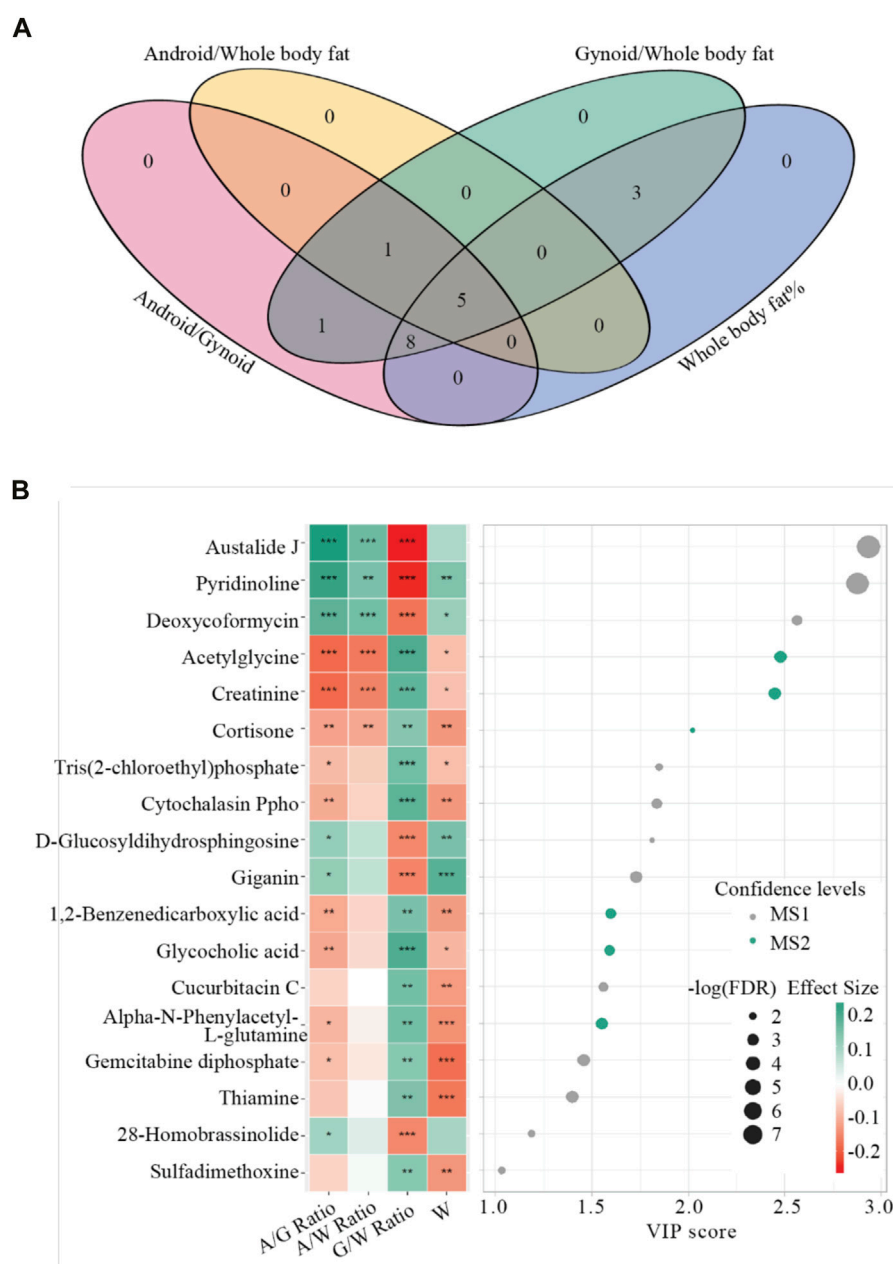 A
Android/Whole body fat
Gynoid/Whole body fat
0
0
0
0
0
0
3
1
0
5
1
8
0
0
0
Android/Gynoid
Whole body fat%
B
Austalide J
*** *** ***
Pyridinoline
*** ** *** **
Deoxycoformycin
*** *** *** *
Acetylglycine
*** *** *** *
Creatinine
*** *** *** *
Cortisone
** ** ** **
Tris(2-chloroethyl)phosphate
* *** *
Cytochalasin Ppho
** *** **
D-Glucosyldihydrosphingosine
* *** **
Giganin
* *** ***
1,2-Benzenedicarboxylic acid
** ** **
Glycocholic acid
** *** *
Cucurbitacin C
** **
Alpha-N-Phenylacetyl-
L-glutamine
* ** ***
Gemcitabine diphosphate
* ** ***
Thiamine
** ***
28-Homobrassinolide
* ***
Sulfadimethoxine
** **
A/G Ratio
A/W Ratio
G/W Ratio
W
Confidence levels
MS1
MS2
-log(FDR)
2
3
4
5
6
7
Effect Size
0.2
0.1
0.0
-0.1
-0.2
1.0 1.5 2.0 2.5 3.0
VIP score